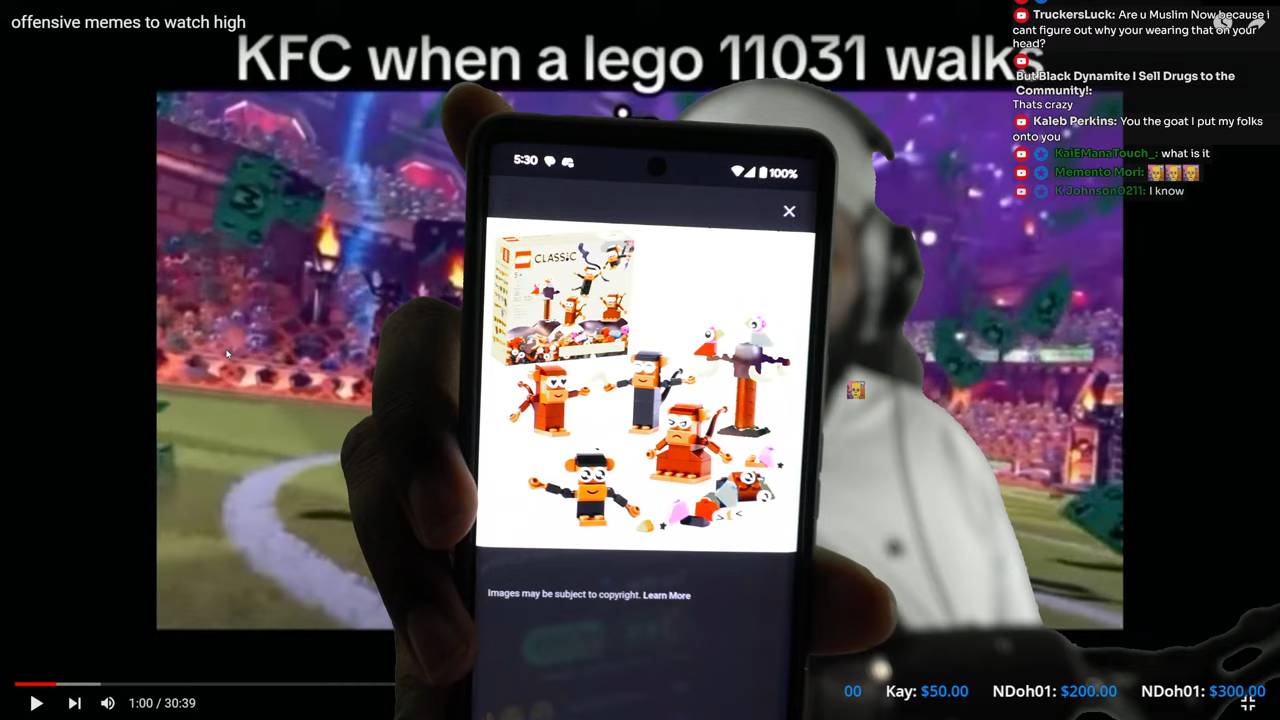 offensive memes to watch high
KFC when a lego 11031 walks
TruckersLuck: Are u Muslim Now because i
cant figure out why your wearing that on your
head?
But Black Dynamite I Sell Drugs to the
Community!:
Thats crazy
Kaleb Perkins: You the goat I put my folks
onto you
KaiEManaTouch_: what is it
Memento Mori:
K Johnson0211: I know
5:30
100%
LEGO CLASSIC
Images may be subject to copyright. Learn More
1:00 / 30:39
00 Kay: $50.00 NDoh01: $200.00 NDoh01: $300.00